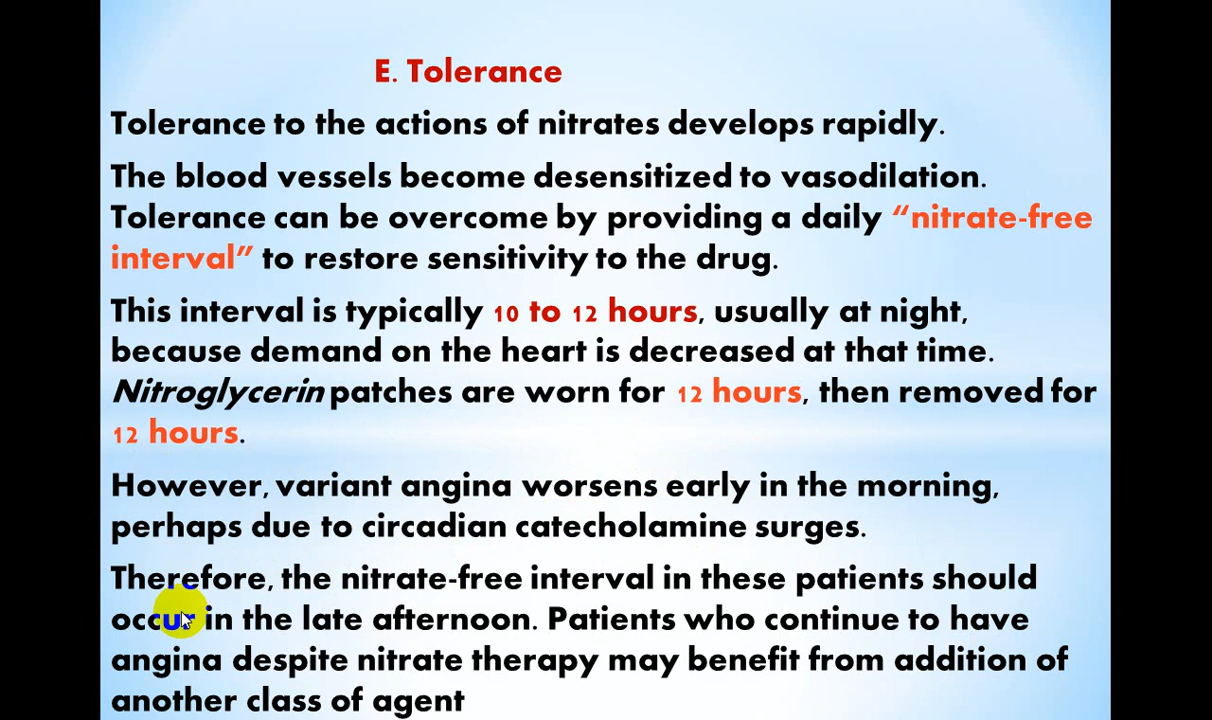 E. Tolerance
Tolerance to the actions of nitrates develops rapidly.
The blood vessels become desensitized to vasodilation.
Tolerance can be overcome by providing a daily “nitrate-free
interval” to restore sensitivity to the drug.
This interval is typically 10 to 12 hours, usually at night,
because demand on the heart is decreased at that time.
Nitroglycerin patches are worn for 12 hours, then removed for
12 hours.
However, variant angina worsens early in the morning,
perhaps due to circadian catecholamine surges.
Therefore, the nitrate-free interval in these patients should
occur in the late afternoon. Patients who continue to have
angina despite nitrate therapy may benefit from addition of
another class of agent